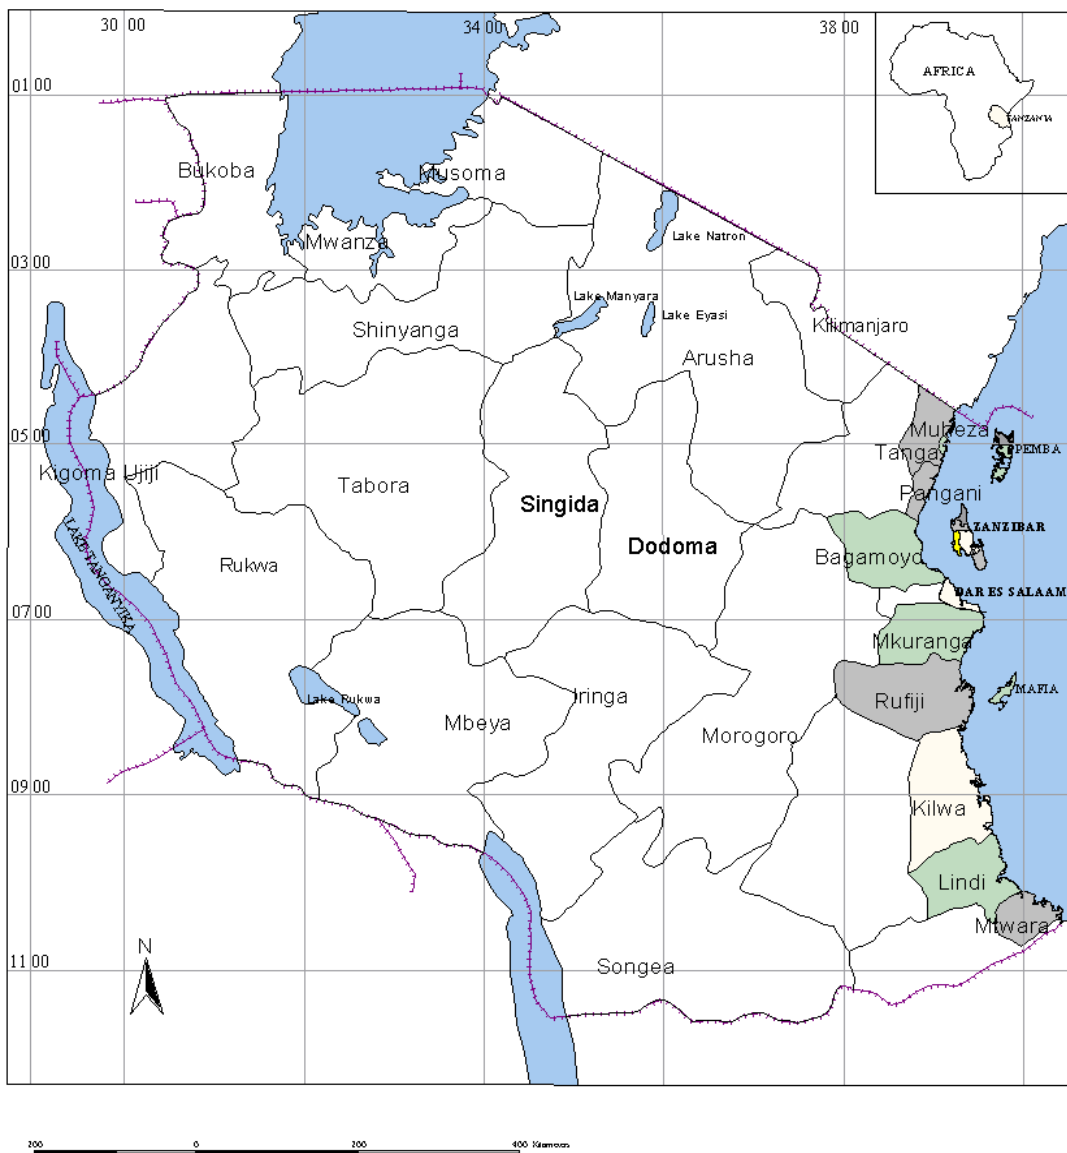 30 00
34 00
38 00
AFRICA
TANZANIA
01 00
Bukoba
Musoma
Mwanza
Lake Natron
03 00
Lake Manyara
Lake Eyasi
Shinyanga
Kilimanjaro
Arusha
05 00
Muheza
Tanga
PEMBA
Kigoma Ujiji
Tabora
Singida
Pangani
ZANZIBAR
LAKE TANGANYIKA
Rukwa
Dodoma
Bagamoyo
DAR ES SALAAM
07 00
Mkuranga
Lake Rukwa
Iringa
Rufiji
MAFIA
Mbeya
Morogoro
09 00
Kilwa
Lindi
Mtwara
N
11 00
Songea
200 0 200 400 Kilometers